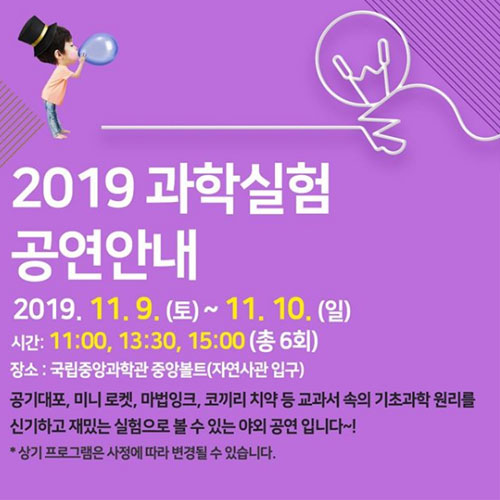 2019 과학실험
공연안내
2019. 11. 9. (토) ~ 11. 10. (일)
시간: 11:00, 13:30, 15:00 (총 6회)
장소 : 국립중앙과학관 중앙볼트(자연사관 입구)
공기대포, 미니 로켓, 마법잉크, 코끼리 치약 등 교과서 속의 기초과학 원리를
신기하고 재밌는 실험으로 볼 수 있는 야외 공연 입니다~!
* 상기 프로그램은 사정에 따라 변경될 수 있습니다.